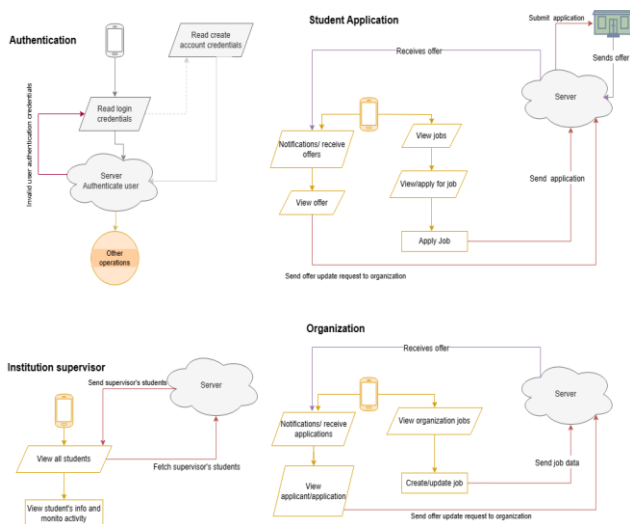 Authentication
Read create
account credentials
Read login
credentials
Invalid user authentication credentials
Server
Authenticate user
Other
operations
Student Application
Submit application
Receives offer
Sends offer
Server
Notifications/ receive
offers
View jobs
View offer
View/apply for job
Send application
Apply Job
Send offer update request to organization
Institution supervisor
Send supervisor's students
Server
View all students
Fetch supervisor's students
View student's info and
monito activity
Organization
Receives offer
Server
Notifications/ receive
applications
View organization jobs
View
applicant/application
Create/update job
Send job data
Send offer update request to organization